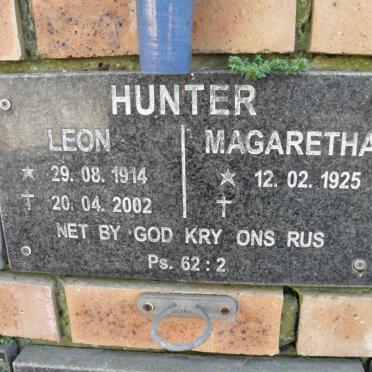 HUNTER
LEON MAGARETHA
29. 08. 1914 12. 02. 1925
20. 04. 2002
NET BY GOD KRY ONS RUS
Ps. 62 : 2